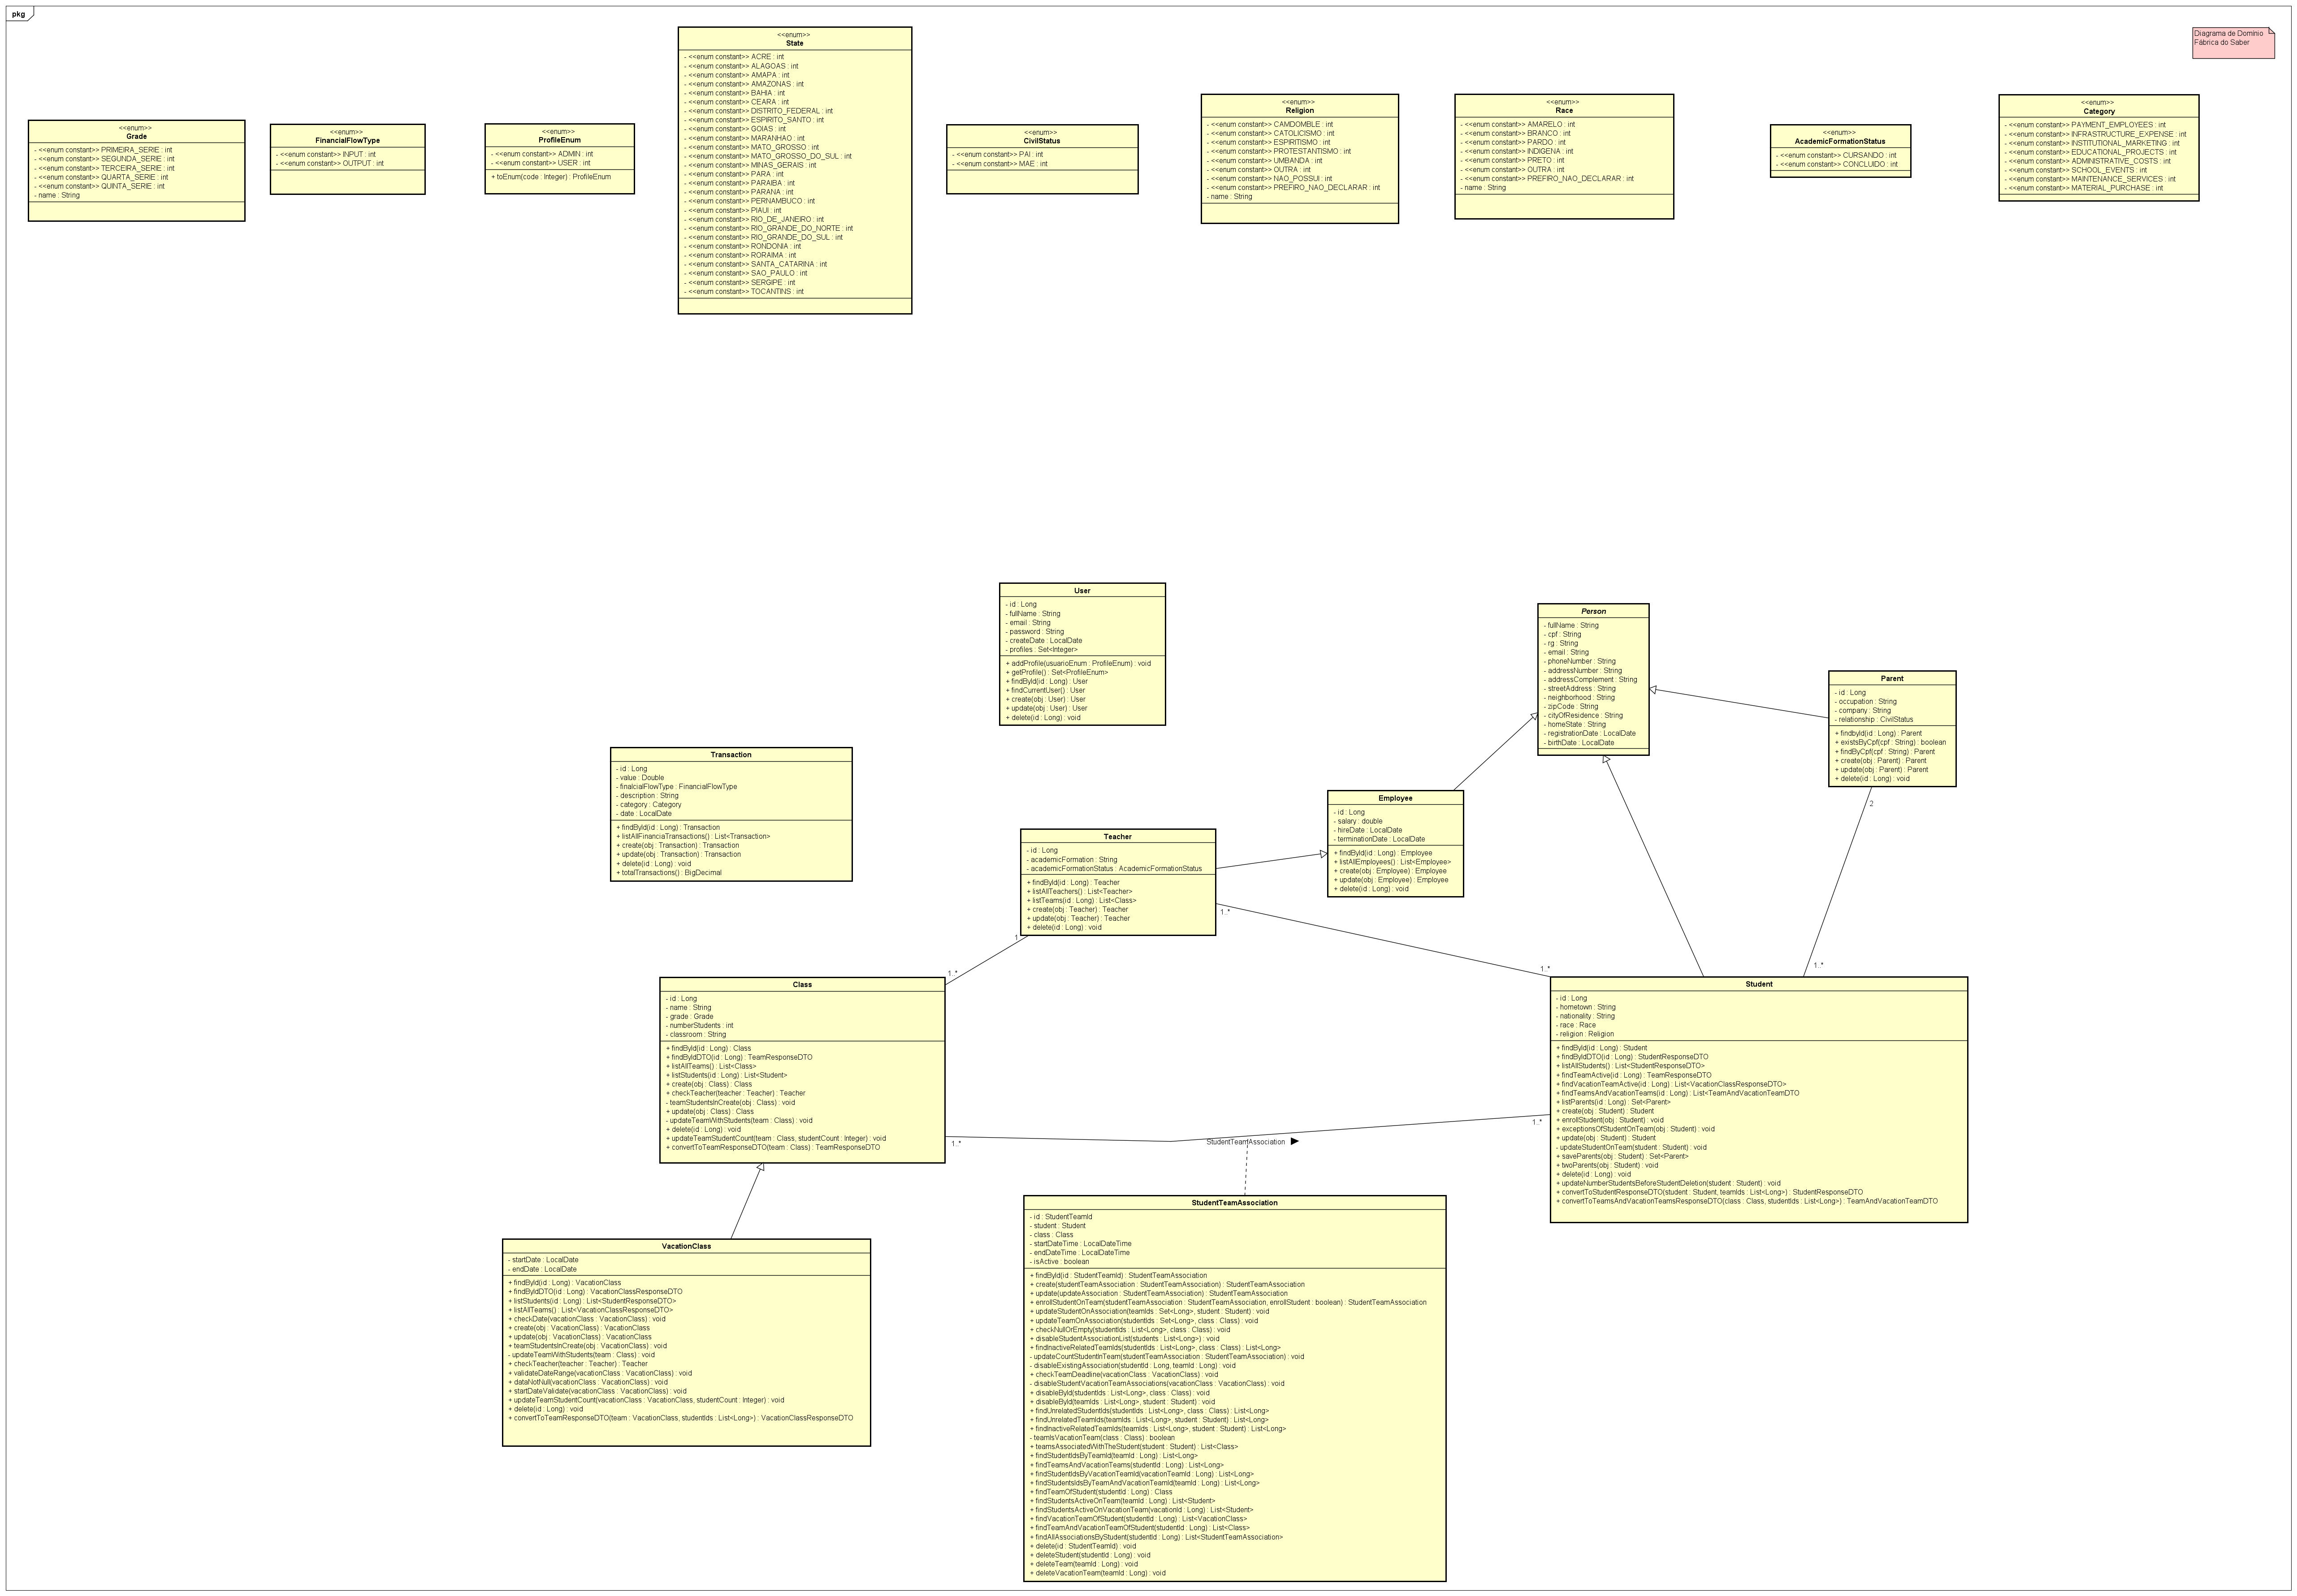 pkg
Diagrama de Domínio
Fábrica do Saber
<<enum>>
Grade
- <<enum constant>> PRIMEIRA_SERIE : int
- <<enum constant>> SEGUNDA_SERIE : int
- <<enum constant>> TERCEIRA_SERIE : int
- <<enum constant>> QUARTA_SERIE : int
- <<enum constant>> QUINTA_SERIE : int
- name : String
<<enum>>
FinancialFlowType
- <<enum constant>> INPUT : int
- <<enum constant>> OUTPUT : int
<<enum>>
ProfileEnum
- <<enum constant>> ADMIN : int
- <<enum constant>> USER : int
+ toEnum(code : Integer) : ProfileEnum
<<enum>>
State
- <<enum constant>> ACRE : int
- <<enum constant>> ALAGOAS : int
- <<enum constant>> AMAPA : int
- <<enum constant>> AMAZONAS : int
- <<enum constant>> BAHIA : int
- <<enum constant>> CEARA : int
- <<enum constant>> DISTRITO_FEDERAL : int
- <<enum constant>> ESPIRITO_SANTO : int
- <<enum constant>> GOIAS : int
- <<enum constant>> MARANHAO : int
- <<enum constant>> MATO_GROSSO : int
- <<enum constant>> MATO_GROSSO_DO_SUL : int
- <<enum constant>> MINAS_GERAIS : int
- <<enum constant>> PARA : int
- <<enum constant>> PARAIBA : int
- <<enum constant>> PARANA : int
- <<enum constant>> PERNAMBUCO : int
- <<enum constant>> PIAUI : int
- <<enum constant>> RIO_DE_JANEIRO : int
- <<enum constant>> RIO_GRANDE_DO_NORTE : int
- <<enum constant>> RIO_GRANDE_DO_SUL : int
- <<enum constant>> RONDONIA : int
- <<enum constant>> RORAIMA : int
- <<enum constant>> SANTA_CATARINA : int
- <<enum constant>> SAO_PAULO : int
- <<enum constant>> SERGIPE : int
- <<enum constant>> TOCANTINS : int
<<enum>>
CivilStatus
- <<enum constant>> PAI : int
- <<enum constant>> MAE : int
<<enum>>
Religion
- <<enum constant>> CAMDOMBLE : int
- <<enum constant>> CATOLICISMO : int
- <<enum constant>> ESPIRITISMO : int
- <<enum constant>> PROTESTANTISMO : int
- <<enum constant>> UMBANDA : int
- <<enum constant>> OUTRA : int
- <<enum constant>> NAO_POSSUI : int
- <<enum constant>> PREFIRO_NAO_DECLARAR : int
- name : String
<<enum>>
Race
- <<enum constant>> AMARELO : int
- <<enum constant>> BRANCO : int
- <<enum constant>> PARDO : int
- <<enum constant>> INDIGENA : int
- <<enum constant>> PRETO : int
- <<enum constant>> OUTRA : int
- <<enum constant>> PREFIRO_NAO_DECLARAR : int
- name : String
<<enum>>
AcademicFormationStatus
- <<enum constant>> CURSANDO : int
- <<enum constant>> CONCLUIDO : int
<<enum>>
Category
- <<enum constant>> PAYMENT_EMPLOYEES : int
- <<enum constant>> INFRASTRUCTURE_EXPENSE : int
- <<enum constant>> INSTITUTIONAL_MARKETING : int
- <<enum constant>> EDUCATIONAL_PROJECTS : int
- <<enum constant>> ADMINISTRATIVE_COSTS : int
- <<enum constant>> SCHOOL_EVENTS : int
- <<enum constant>> MAINTENANCE_SERVICES : int
- <<enum constant>> MATERIAL_PURCHASE : int
User
- id : Long
- fullName : String
- email : String
- password : String
- createDate : LocalDate
- profiles : Set<Integer>
+ addProfile(usuarioEnum : ProfileEnum) : void
+ getProfile() : Set<ProfileEnum>
+ findById(id : Long) : User
+ findCurrentUser() : User
+ create(obj : User) : User
+ update(obj : User) : User
+ delete(id : Long) : void
Person
- fullName : String
- cpf : String
- rg : String
- email : String
- phoneNumber : String
- addressNumber : String
- addressComplement : String
- streetAddress : String
- neighborhood : String
- zipCode : String
- cityOfResidence : String
- homeState : String
- registrationDate : LocalDate
- birthDate : LocalDate
Parent
- id : Long
- occupation : String
- company : String
- relationship : CivilStatus
+ findbyId(id : Long) : Parent
+ existsByCpf(cpf : String) : boolean
+ findByCpf(cpf : String) : Parent
+ create(obj : Parent) : Parent
+ update(obj : Parent) : Parent
+ delete(id : Long) : void
2
Transaction
- id : Long
- value : Double
- finalcialFlowType : FinancialFlowType
- description : String
- category : Category
- date : LocalDate
+ findById(id : Long) : Transaction
+ listAllFinanciaTransactions() : List<Transaction>
+ create(obj : Transaction) : Transaction
+ update(obj : Transaction) : Transaction
+ delete(id : Long) : void
+ totalTransactions() : BigDecimal
Employee
- id : Long
- salary : double
- hireDate : LocalDate
- terminationDate : LocalDate
+ findById(id : Long) : Employee
+ listAllEmployees() : List<Employee>
+ create(obj : Employee) : Employee
+ update(obj : Employee) : Employee
+ delete(id : Long) : void
Teacher
- id : Long
- academicFormation : String
- academicFormationStatus : AcademicFormationStatus
+ findById(id : Long) : Teacher
+ listAllTeachers() : List<Teacher>
+ listTeams(id : Long) : List<Class>
+ create(obj : Teacher) : Teacher
+ update(obj : Teacher) : Teacher
+ delete(id : Long) : void
1..*
1
1..*
1..*
1..*
Class
- id : Long
- name : String
- grade : Grade
- numberStudents : int
- classroom : String
+ findById(id : Long) : Class
+ findByIdDTO(id : Long) : TeamResponseDTO
+ listAllTeams() : List<Class>
+ listStudents(id : Long) : List<Student>
+ create(obj : Class) : Class
+ checkTeacher(teacher : Teacher) : Teacher
- teamStudentsInCreate(obj : Class) : void
+ update(obj : Class) : Class
- updateTeamWithStudents(team : Class) : void
+ delete(id : Long) : void
+ updateTeamStudentCount(team : Class, studentCount : Integer) : void
+ convertToTeamResponseDTO(team : Class) : TeamResponseDTO
Student
- id : Long
- hometown : String
- nationality : String
- race : Race
- religion : Religion
+ findById(id : Long) : Student
+ findByIdDTO(id : Long) : StudentResponseDTO
+ listAllStudents() : List<StudentResponseDTO>
+ findTeamActive(id : Long) : TeamResponseDTO
+ findVacationTeamActive(id : Long) : List<VacationClassResponseDTO>
+ findTeamsAndVacationTeams(id : Long) : List<TeamAndVacationTeamDTO
+ listParents(id : Long) : Set<Parent>
+ create(obj : Student) : Student
+ enrollStudent(obj : Student) : void
+ exceptionsOfStudentOnTeam(obj : Student) : void
+ update(obj : Student) : Student
- updateStudentOnTeam(student : Student) : void
+ saveParents(obj : Student) : Set<Parent>
+ twoParents(obj : Student) : void
+ delete(id : Long) : void
+ updateNumberStudentsBeforeStudentDeletion(student : Student) : void
+ convertToStudentResponseDTO(student : Student, teamIds : List<Long>) : StudentResponseDTO
+ convertToTeamsAndVacationTeamsResponseDTO(class : Class, studentIds : List<Long>) : TeamAndVacationTeamDTO
1..*
1..*
StudentTeamAssociation
VacationClass
- startDate : LocalDate
- endDate : LocalDate
+ findById(id : Long) : VacationClass
+ findByIdDTO(id : Long) : VacationClassResponseDTO
+ listStudents(id : Long) : List<StudentResponseDTO>
+ listAllTeams() : List<VacationClassResponseDTO>
+ checkDate(vacationClass : VacationClass) : void
+ create(obj : VacationClass) : VacationClass
+ update(obj : VacationClass) : VacationClass
+ teamStudentsInCreate(obj : VacationClass) : void
- updateTeamWithStudents(team : Class) : void
+ checkTeacher(teacher : Teacher) : Teacher
+ validateDateRange(vacationClass : VacationClass) : void
+ dataNotNull(vacationClass : VacationClass) : void
+ startDateValidate(vacationClass : VacationClass) : void
+ updateTeamStudentCount(vacationClass : VacationClass, studentCount : Integer) : void
+ delete(id : Long) : void
+ convertToTeamResponseDTO(team : VacationClass, studentIds : List<Long>) : VacationClassResponseDTO
StudentTeamAssociation
- id : StudentTeamId
- student : Student
- class : Class
- startDateTime : LocalDateTime
- endDateTime : LocalDateTime
- isActive : boolean
+ findById(id : StudentTeamId) : StudentTeamAssociation
+ create(studentTeamAssociation : StudentTeamAssociation) : StudentTeamAssociation
+ update(updateAssociation : StudentTeamAssociation) : StudentTeamAssociation
+ enrollStudentOnTeam(studentTeamAssociation : StudentTeamAssociation, enrollStudent : boolean) : StudentTeamAssociation
+ updateStudentOnAssociation(teamIds : Set<Long>, student : Student) : void
+ updateTeamOnAssociation(studentIds : Set<Long>, class : Class) : void
+ checkNullOrEmpty(studentIds : List<Long>, class : Class) : void
+ disableStudentAssociationList(students : List<Long>) : void
+ findInactiveRelatedTeamIds(studentIds : List<Long>, class : Class) : List<Long>
- updateCountStudentInTeam(studentTeamAssociation : StudentTeamAssociation) : void
- disableExistingAssociation(studentId : Long, teamId : Long) : void
+ checkTeamDeadline(vacationClass : VacationClass) : void
- disableStudentVacationTeamAssociations(vacationClass : VacationClass) : void
+ disableById(studentIds : List<Long>, class : Class) : void
+ disableById(teamIds : List<Long>, student : Student) : void
+ findUnrelatedStudentIds(studentIds : List<Long>, class : Class) : List<Long>
+ findUnrelatedTeamIds(teamIds : List<Long>, student : Student) : List<Long>
+ findInactiveRelatedTeamIds(teamIds : List<Long>, student : Student) : List<Long>
- teamIsVacationTeam(class : Class) : boolean
+ teamsAssociatedWithTheStudent(student : Student) : List<Class>
+ findStudentIdsByTeamId(teamId : Long) : List<Long>
+ findTeamsAndVacationTeams(studentId : Long) : List<Long>
+ findStudentIdsByVacationTeamId(vacationTeamId : Long) : List<Long>
+ findStudentsIdsByTeamAndVacationTeamId(teamId : Long) : List<Long>
+ findTeamOfStudent(studentId : Long) : Class
+ findStudentsActiveOnTeam(teamId : Long) : List<Student>
+ findStudentsActiveOnVacationTeam(vacationId : Long) : List<Student>
+ findVacationTeamOfStudent(studentId : Long) : List<VacationClass>
+ findTeamAndVacationTeamOfStudent(studentId : Long) : List<Class>
+ findAllAssociationsByStudent(studentId : Long) : List<StudentTeamAssociation>
+ delete(id : StudentTeamId) : void
+ deleteStudent(studentId : Long) : void
+ deleteTeam(teamId : Long) : void
+ deleteVacationTeam(teamId : Long) : void